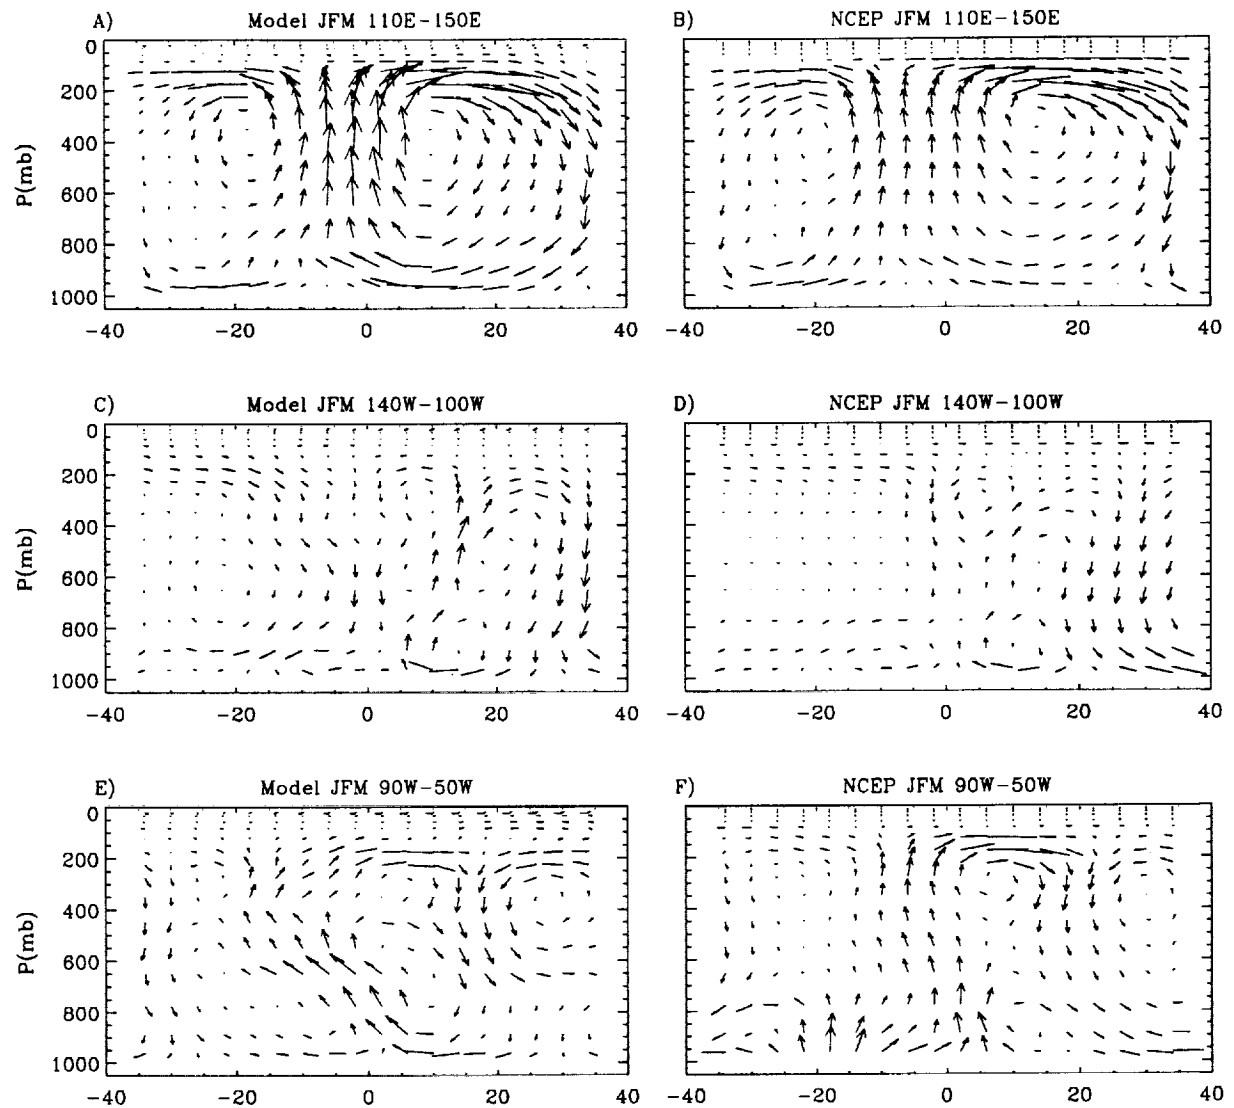 A) Model JFM 110E-150E
B) NCEP JFM 110E-150E
P(mb)
0
200
400
600
800
1000
-40 -20 0 20 40
-40 -20 0 20 40
C) Model JFM 140W-100W
D) NCEP JFM 140W-100W
P(mb)
0
200
400
600
800
1000
-40 -20 0 20 40
-40 -20 0 20 40
E) Model JFM 90W-50W
F) NCEP JFM 90W-50W
P(mb)
0
200
400
600
800
1000
-40 -20 0 20 40
-40 -20 0 20 40